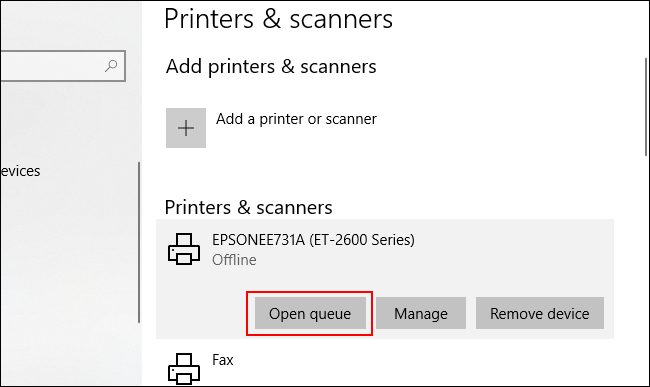 Printers & scanners
Add printers & scanners
Add a printer or scanner
evices
Printers & scanners
EPSONEE731A (ET-2600 Series)
Offline
Open queue Manage Remove device
Fax